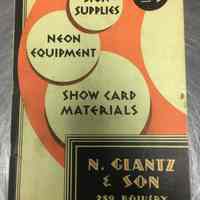 SIGN
SUPPLIES
NEON
EQUIPMENT
SHOW CARD
MATERIALS
N. GLANTZ
& SON
BOWERY